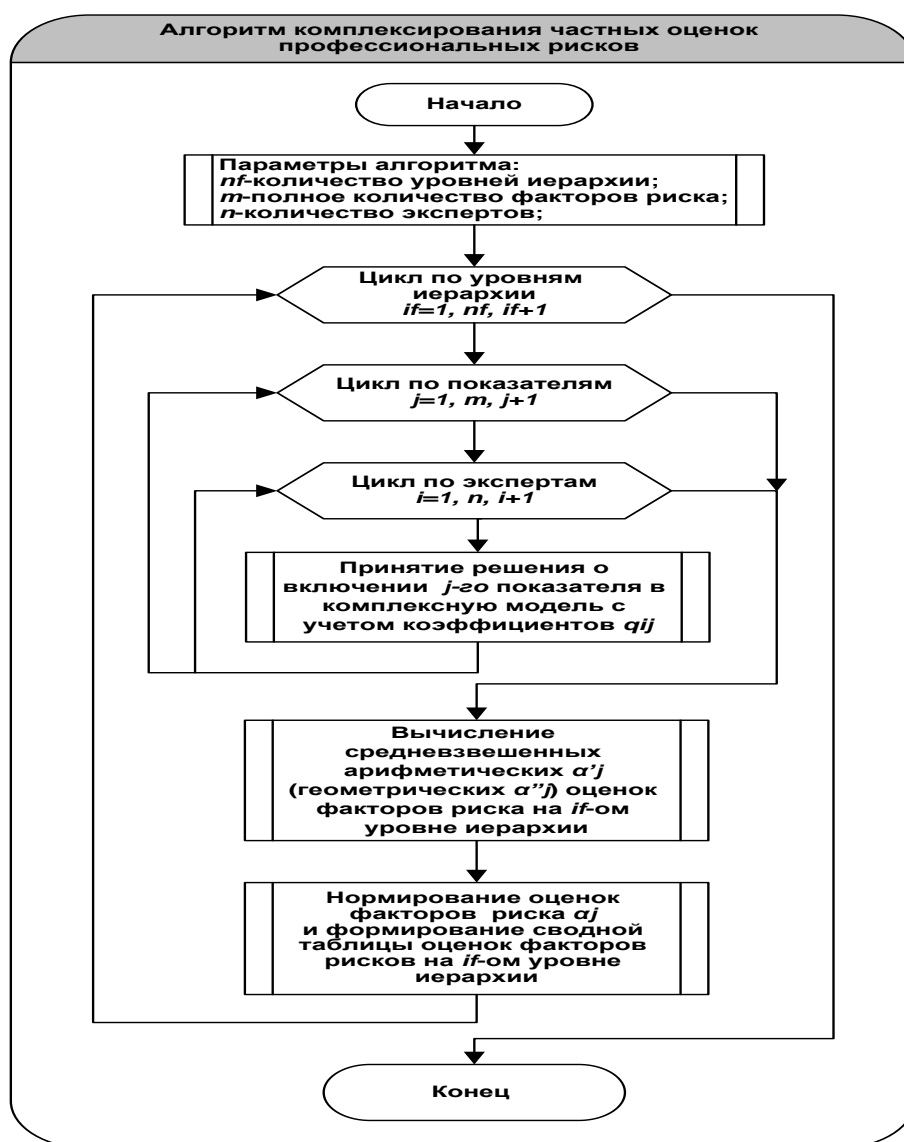 Алгоритм комплексирования частных оценок
профессиональных рисков
Начало
Параметры алгоритма:
nf-количество уровней иерархии;
m-полное количество факторов риска;
n-количество экспертов;
Цикл по уровням
иерархии
if=1, nf, if+1
Цикл по показателям
j=1, m, j+1
Цикл по экспертам
i=1, n, i+1
Принятие решения о
включении j-го показателя в
комплексную модель с
учетом коэффициентов qij
Вычисление
средневзвешенных
арифметических α’j
(геометрических α”j) оценок
факторов риска на if-ом
уровне иерархии
Нормирование оценок
факторов риска αj
и формирование сводной
таблицы оценок факторов
рисков на if-ом уровне
иерархии
Конец